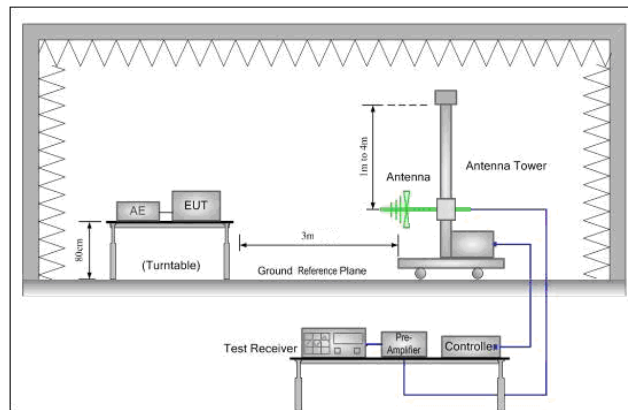 1m to 4m
Antenna
Antenna Tower
AE
EUT
80cm
(Turntable)
3m
Ground Reference Plane
Test Receiver
Pre-
Amplifier
Controller